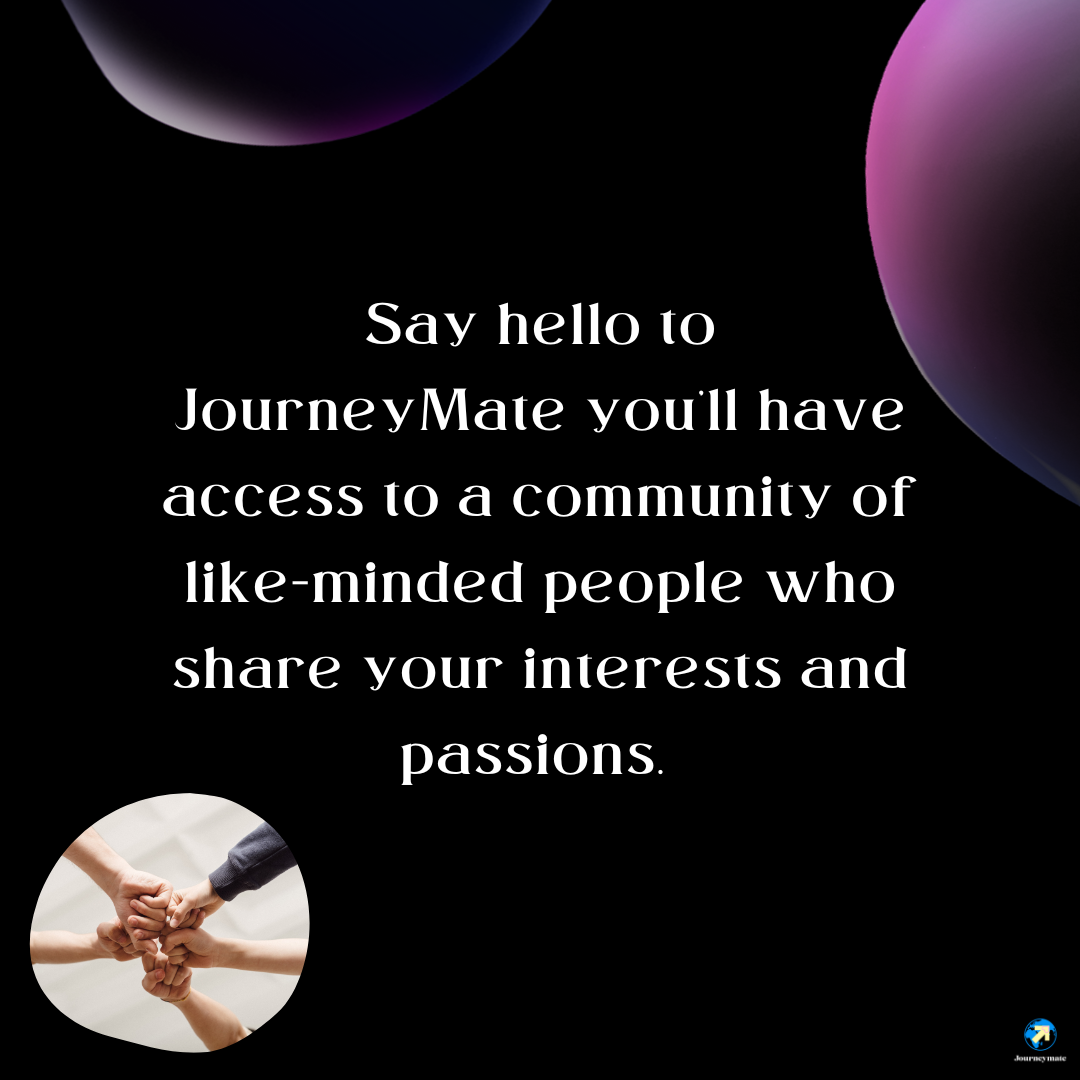 Say hello to
JourneyMate you'll have
access to a community of
like-minded people who
share your interests and
passions.
Journeymate